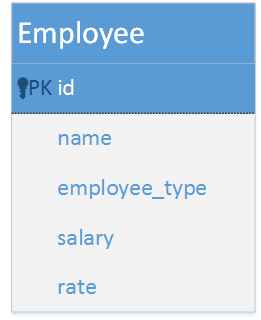 Employee
PK id
name
employee_type
salary
rate